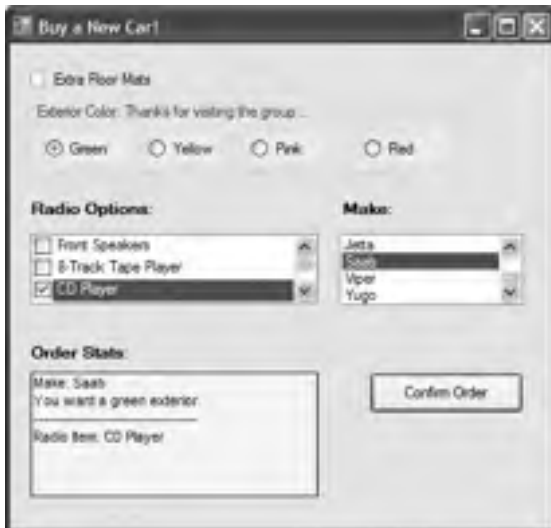 Buy a New Car!
Extra Floor Mats
Exterior Color: Thanks for visiting the group...
Green Yellow Pink Red
Radio Options: Make:
Front Speakers
8-Track Tape Player
CD Player
Jetta
Saab
Viper
Yugo
Order Stats:
Make: Saab
You want a green exterior
--------------------------------
Radio Item: CD Player
Confirm Order